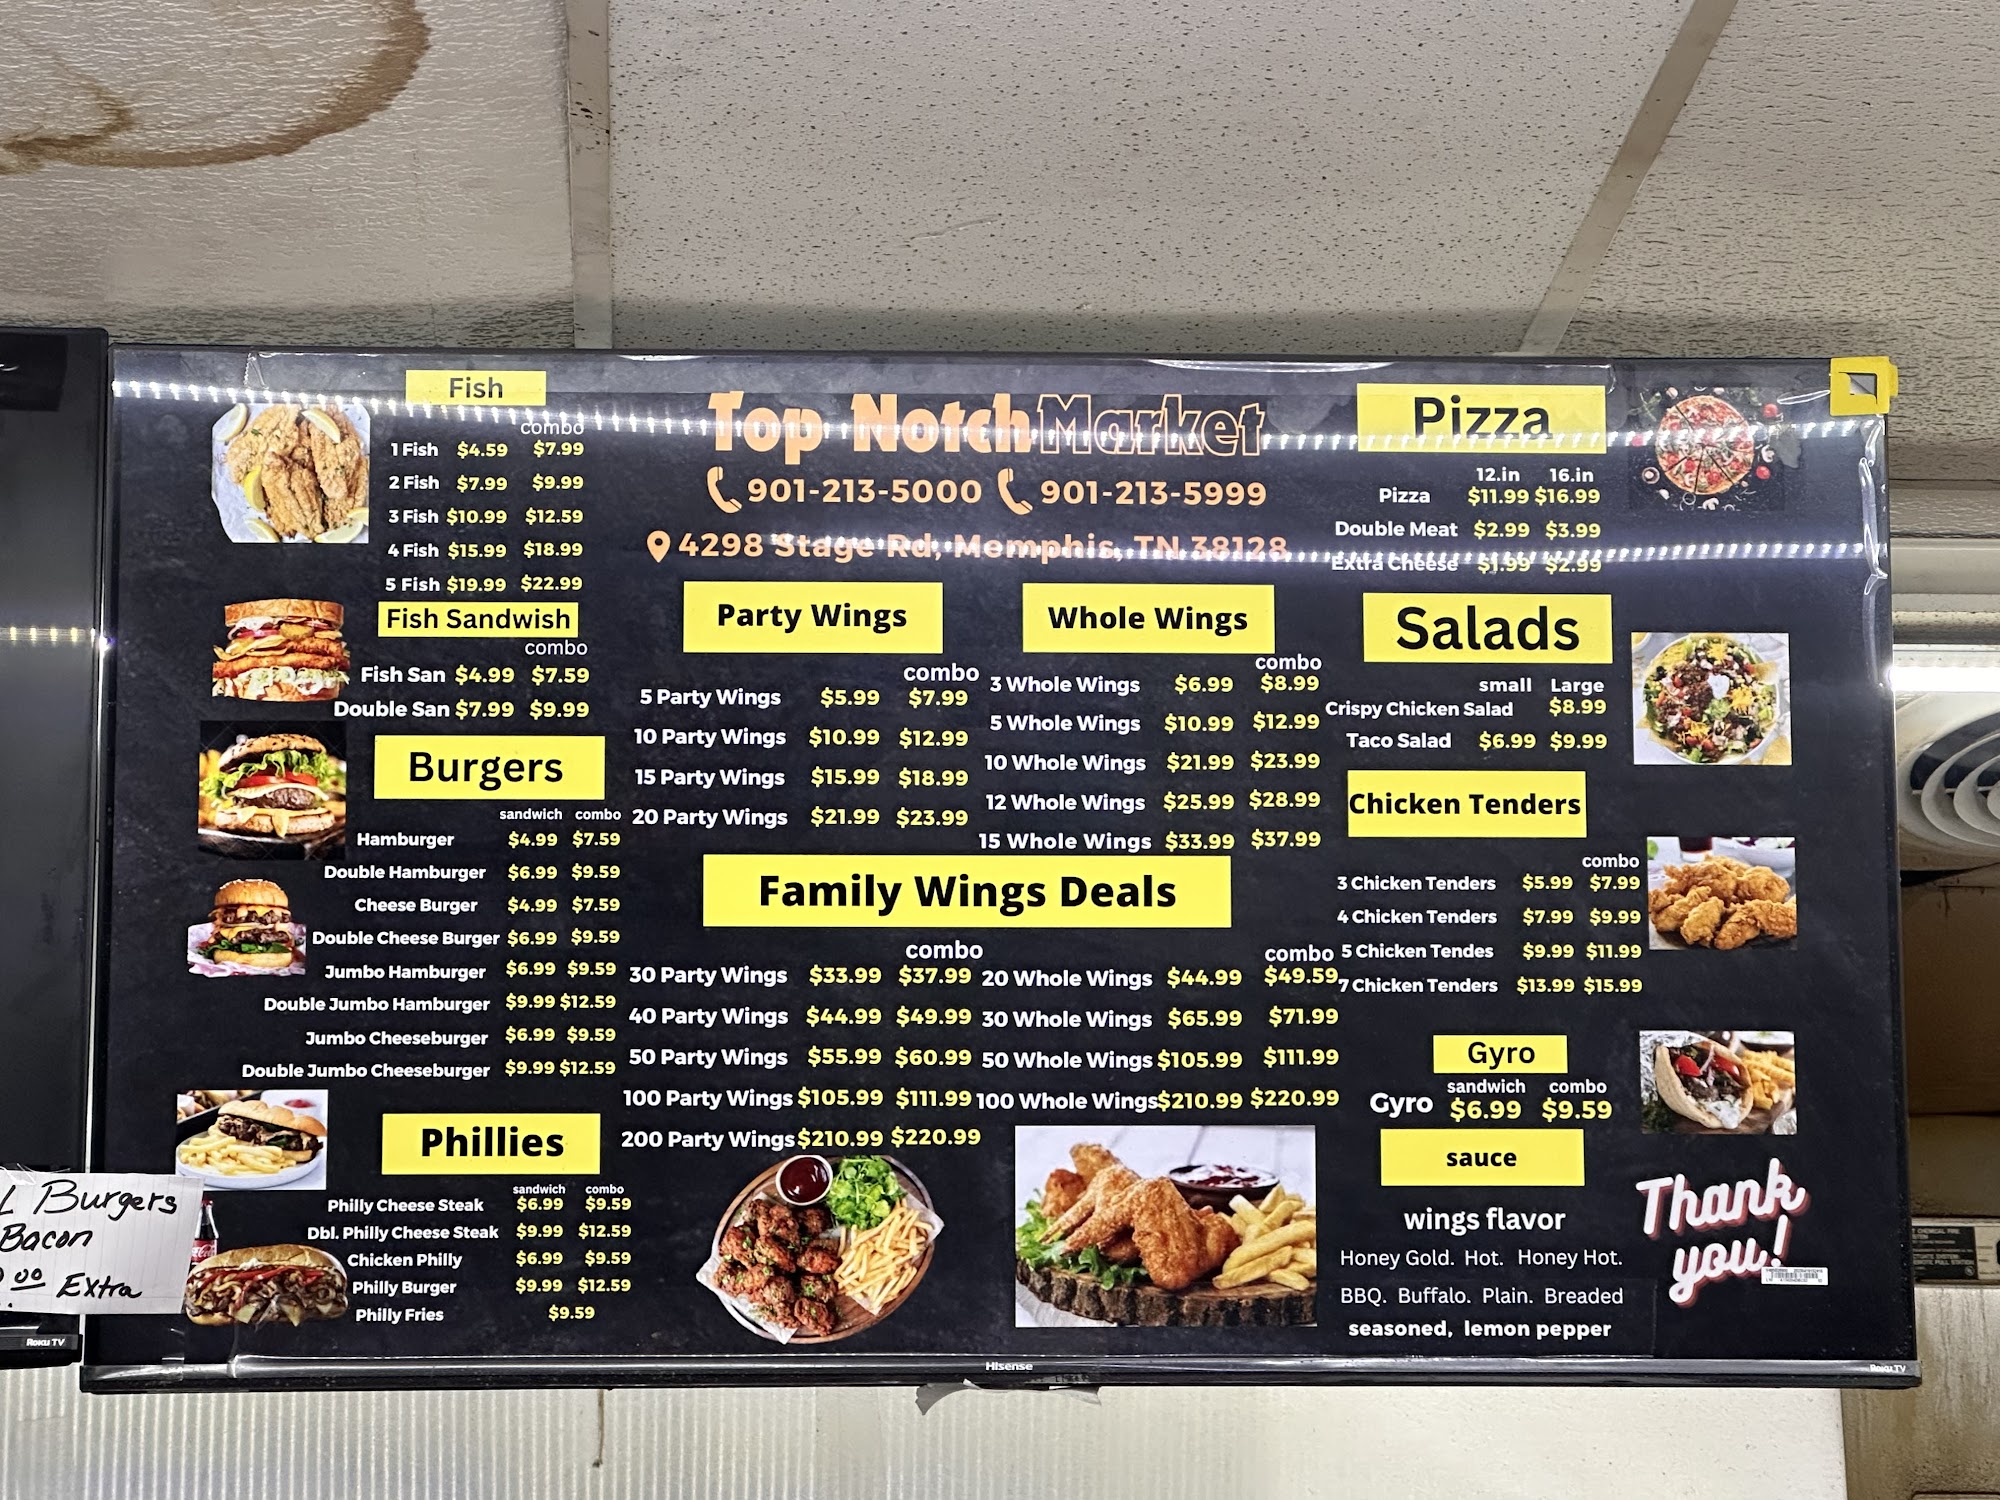 Top Notch Market
901-213-5000 901-213-5999
4298 Stage Rd, Memphis, TN 38128
Fish
combo
1 Fish $4.59 $7.99
2 Fish $7.99 $9.99
3 Fish $10.99 $12.59
4 Fish $15.99 $18.99
5 Fish $19.99 $22.99
Fish Sandwish
combo
Fish San $4.99 $7.59
Double San $7.99 $9.99
Burgers
sandwich combo
Hamburger $4.99 $7.59
Double Hamburger $6.99 $9.59
Cheese Burger $4.99 $7.59
Double Cheese Burger $6.99 $9.59
Jumbo Hamburger $6.99 $9.59
Double Jumbo Hamburger $9.99 $12.59
Jumbo Cheeseburger $6.99 $9.59
Double Jumbo Cheeseburger $9.99 $12.59
Phillies
sandwich combo
Philly Cheese Steak $6.99 $9.59
Dbl. Philly Cheese Steak $9.99 $12.59
Chicken Philly $6.99 $9.59
Philly Burger $9.99 $12.59
Philly Fries $9.59
Party Wings
combo
5 Party Wings $5.99 $7.99
10 Party Wings $10.99 $12.99
15 Party Wings $15.99 $18.99
20 Party Wings $21.99 $23.99
Whole Wings
combo
3 Whole Wings $6.99 $8.99
5 Whole Wings $10.99 $12.99
10 Whole Wings $21.99 $23.99
12 Whole Wings $25.99 $28.99
15 Whole Wings $33.99 $37.99
Family Wings Deals
combo
30 Party Wings $33.99 $37.99
40 Party Wings $44.99 $49.99
50 Party Wings $55.99 $60.99
100 Party Wings $105.99 $111.99
200 Party Wings $210.99 $220.99
combo
20 Whole Wings $44.99 $49.59
30 Whole Wings $65.99 $71.99
50 Whole Wings $105.99 $111.99
100 Whole Wings $210.99 $220.99
Pizza
12.in 16.in
Pizza $11.99 $16.99
Double Meat $2.99 $3.99
Extra Cheese $1.99 $2.99
Salads
small Large
Crispy Chicken Salad $8.99
Taco Salad $6.99 $9.99
Chicken Tenders
combo
3 Chicken Tenders $5.99 $7.99
4 Chicken Tenders $7.99 $9.99
5 Chicken Tendes $9.99 $11.99
7 Chicken Tenders $13.99 $15.99
Gyro
sandwich combo
Gyro $6.99 $9.59
sauce
wings flavor
Honey Gold. Hot. Honey Hot.
BBQ. Buffalo. Plain. Breaded
seasoned, lemon pepper
Thank
you!
Burgers
Bacon
Extra
Roku TV
Hisense
Roku TV